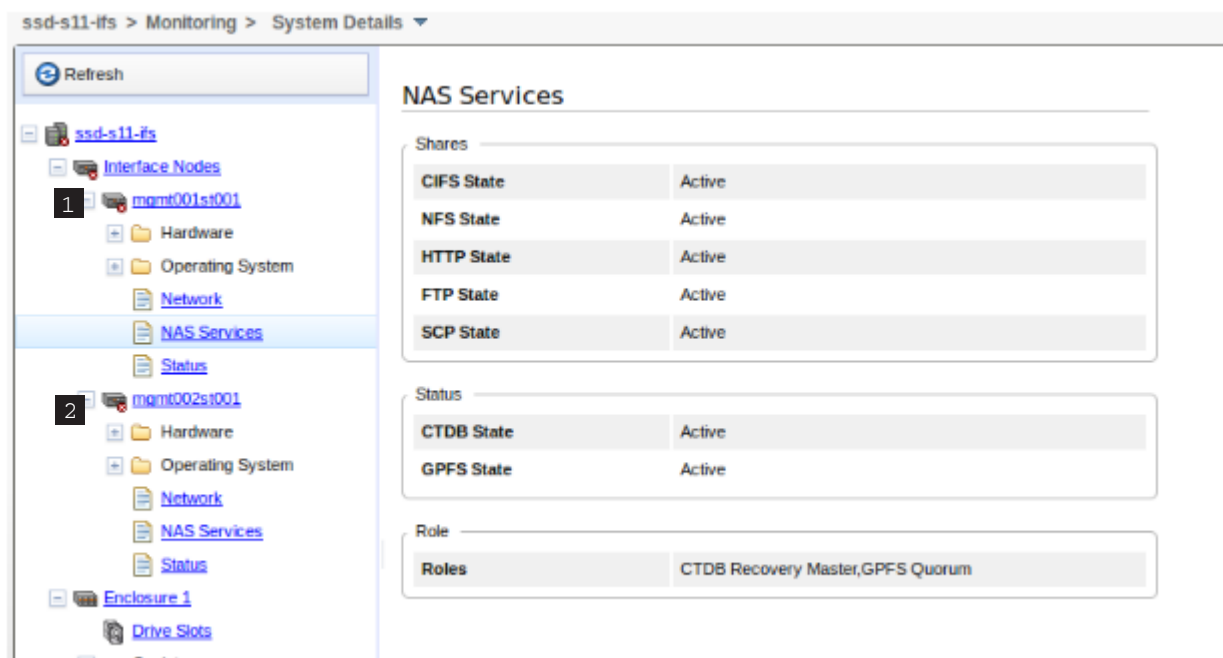 ssd-s11-ifs > Monitoring > System Details
Refresh
ssd-s11-ifs
Interface Nodes
1
mgmt001st001
Hardware
Operating System
Network
NAS Services
Status
2
mgmt002st001
Hardware
Operating System
Network
NAS Services
Status
Enclosure 1
Drive Slots
NAS Services
Shares
CIFS State Active
NFS State Active
HTTP State Active
FTP State Active
SCP State Active
Status
CTDB State Active
GPFS State Active
Role
Roles CTDB Recovery Master,GPFS Quorum